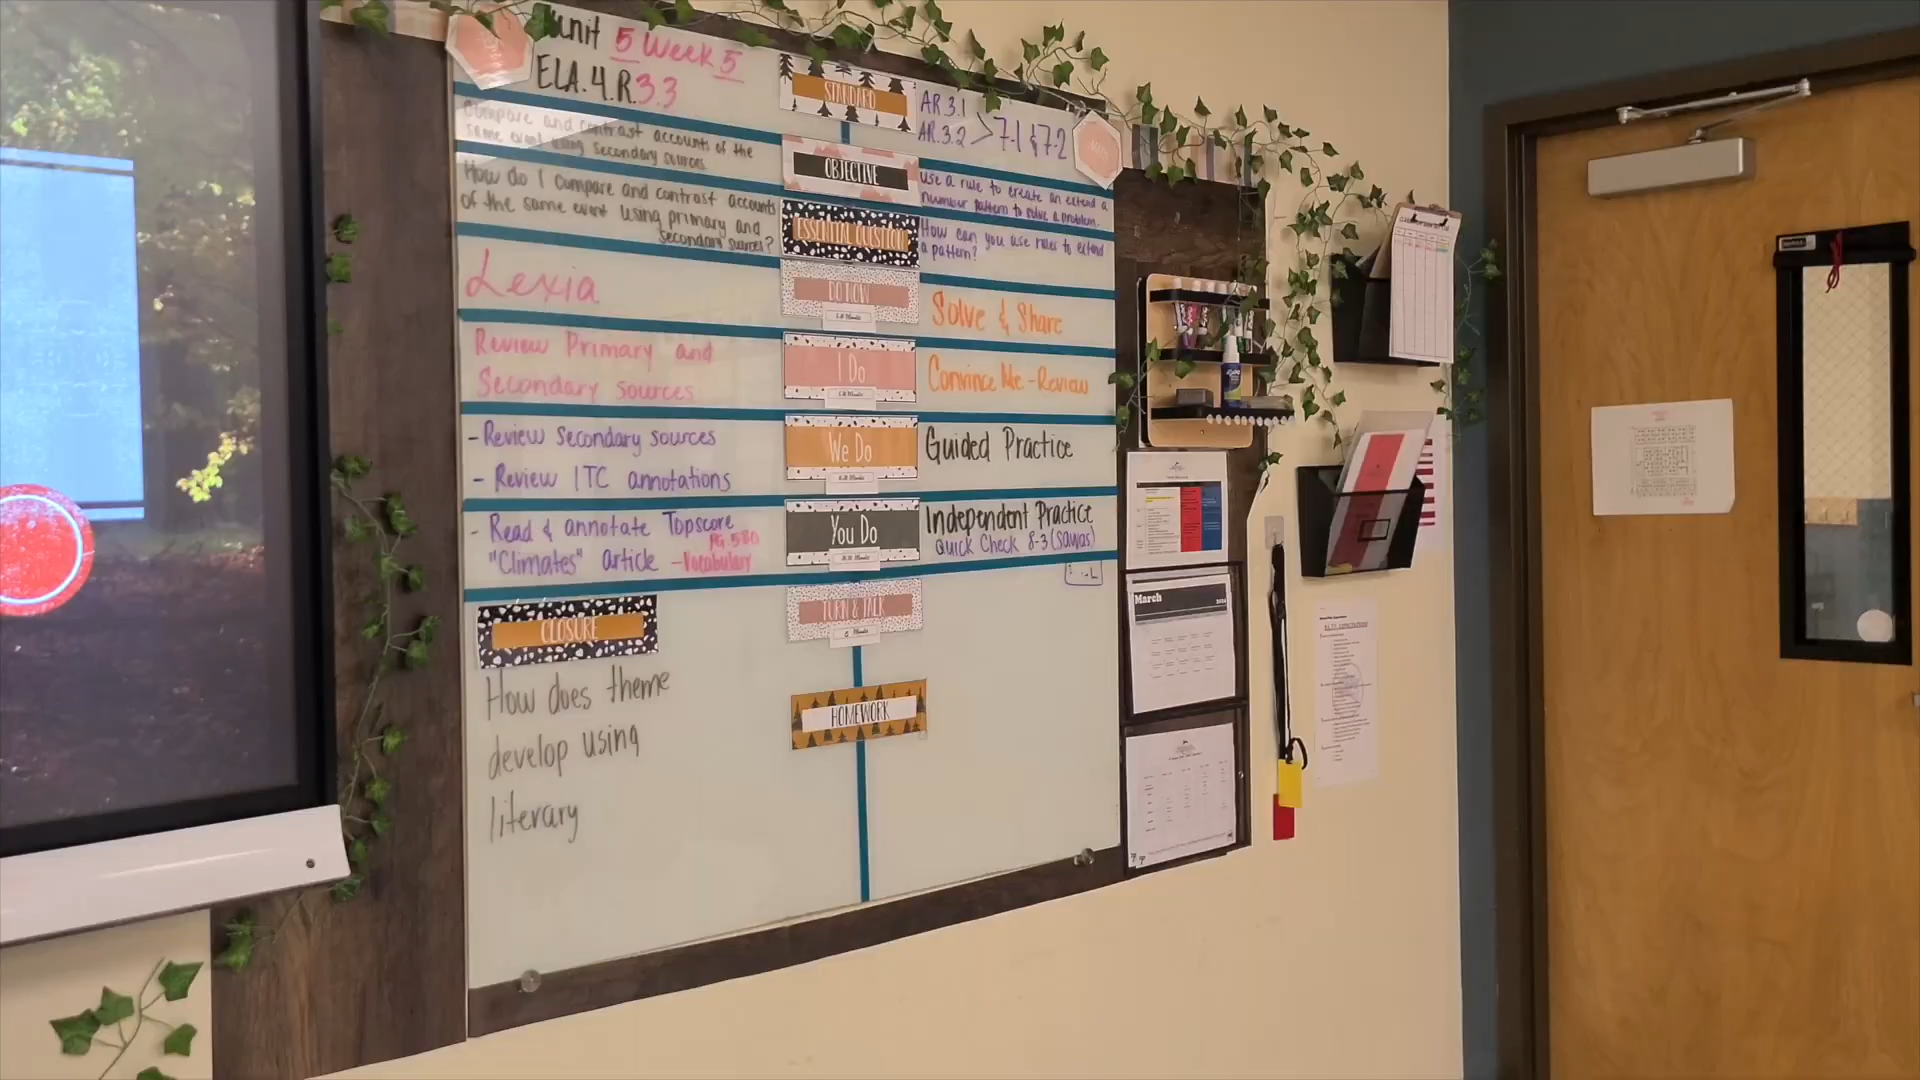 Unit 5 Week 5
ELA.4.R.3.3
STANDARD
AR 3.1
AR.3.2 > 7-1 & 7-2
Compare and contrast accounts of the
same event using Secondary sources.
OBJECTIVE
use a rule to create an extend a
number pattern to solve a problem.
How do I compare and contrast accounts
of the same event using primary and
secondary sources?
ESSENTIAL QUESTION
How can you use rules to extend
a pattern?
Lexia
DO NOW
Solve & Share
Review Primary and
Secondary sources
I Do
Convince Me - Review
- Review Secondary sources
- Review ITC annotations
We Do
Guided Practice
- Read & annotate Topscore
PG. 580
"Climates" article - Vocabulary
You Do
Independent Practice
Quick Check 8-3 (Savvas)
CLOSURE
TURN & TALK
How does theme
develop using
literary
HOMEWORK
March